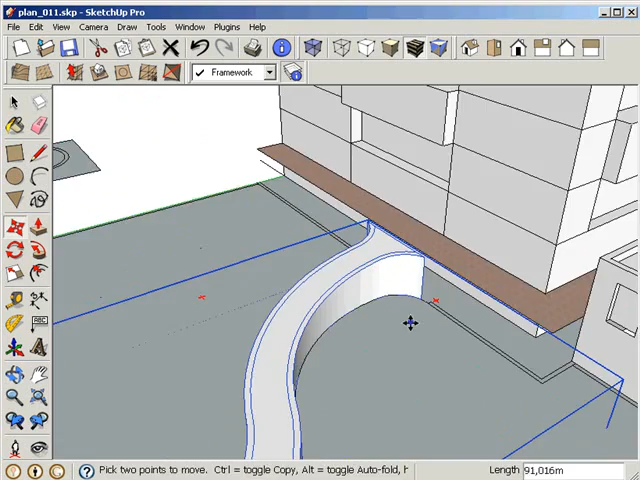 plan_011.skp - SketchUp Pro
File Edit View Camera Draw Tools Window Plugins Help
Framework
ABC
A
Pick two points to move. Ctrl = toggle Copy, Alt = toggle Auto-fold, h
Length 91,016m